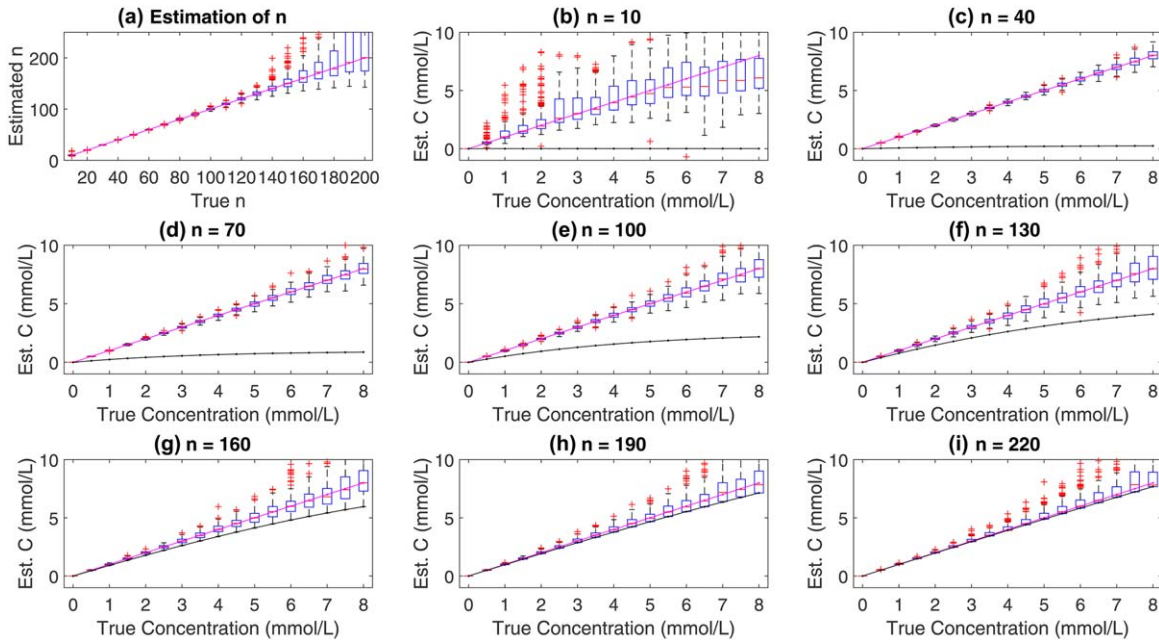 (a) Estimation of n
Estimated n
200
100
0
20 40 60 80 100 120 140 160 180 200
True n
(b) n = 10
Est. C (mmol/L)
10
5
0
0 1 2 3 4 5 6 7 8
True Concentration (mmol/L)
(c) n = 40
Est. C (mmol/L)
10
5
0
0 1 2 3 4 5 6 7 8
True Concentration (mmol/L)
(d) n = 70
Est. C (mmol/L)
10
5
0
0 1 2 3 4 5 6 7 8
True Concentration (mmol/L)
(e) n = 100
Est. C (mmol/L)
10
5
0
0 1 2 3 4 5 6 7 8
True Concentration (mmol/L)
(f) n = 130
Est. C (mmol/L)
10
5
0
0 1 2 3 4 5 6 7 8
True Concentration (mmol/L)
(g) n = 160
Est. C (mmol/L)
10
5
0
0 1 2 3 4 5 6 7 8
True Concentration (mmol/L)
(h) n = 190
Est. C (mmol/L)
10
5
0
0 1 2 3 4 5 6 7 8
True Concentration (mmol/L)
(i) n = 220
Est. C (mmol/L)
10
5
0
0 1 2 3 4 5 6 7 8
True Concentration (mmol/L)